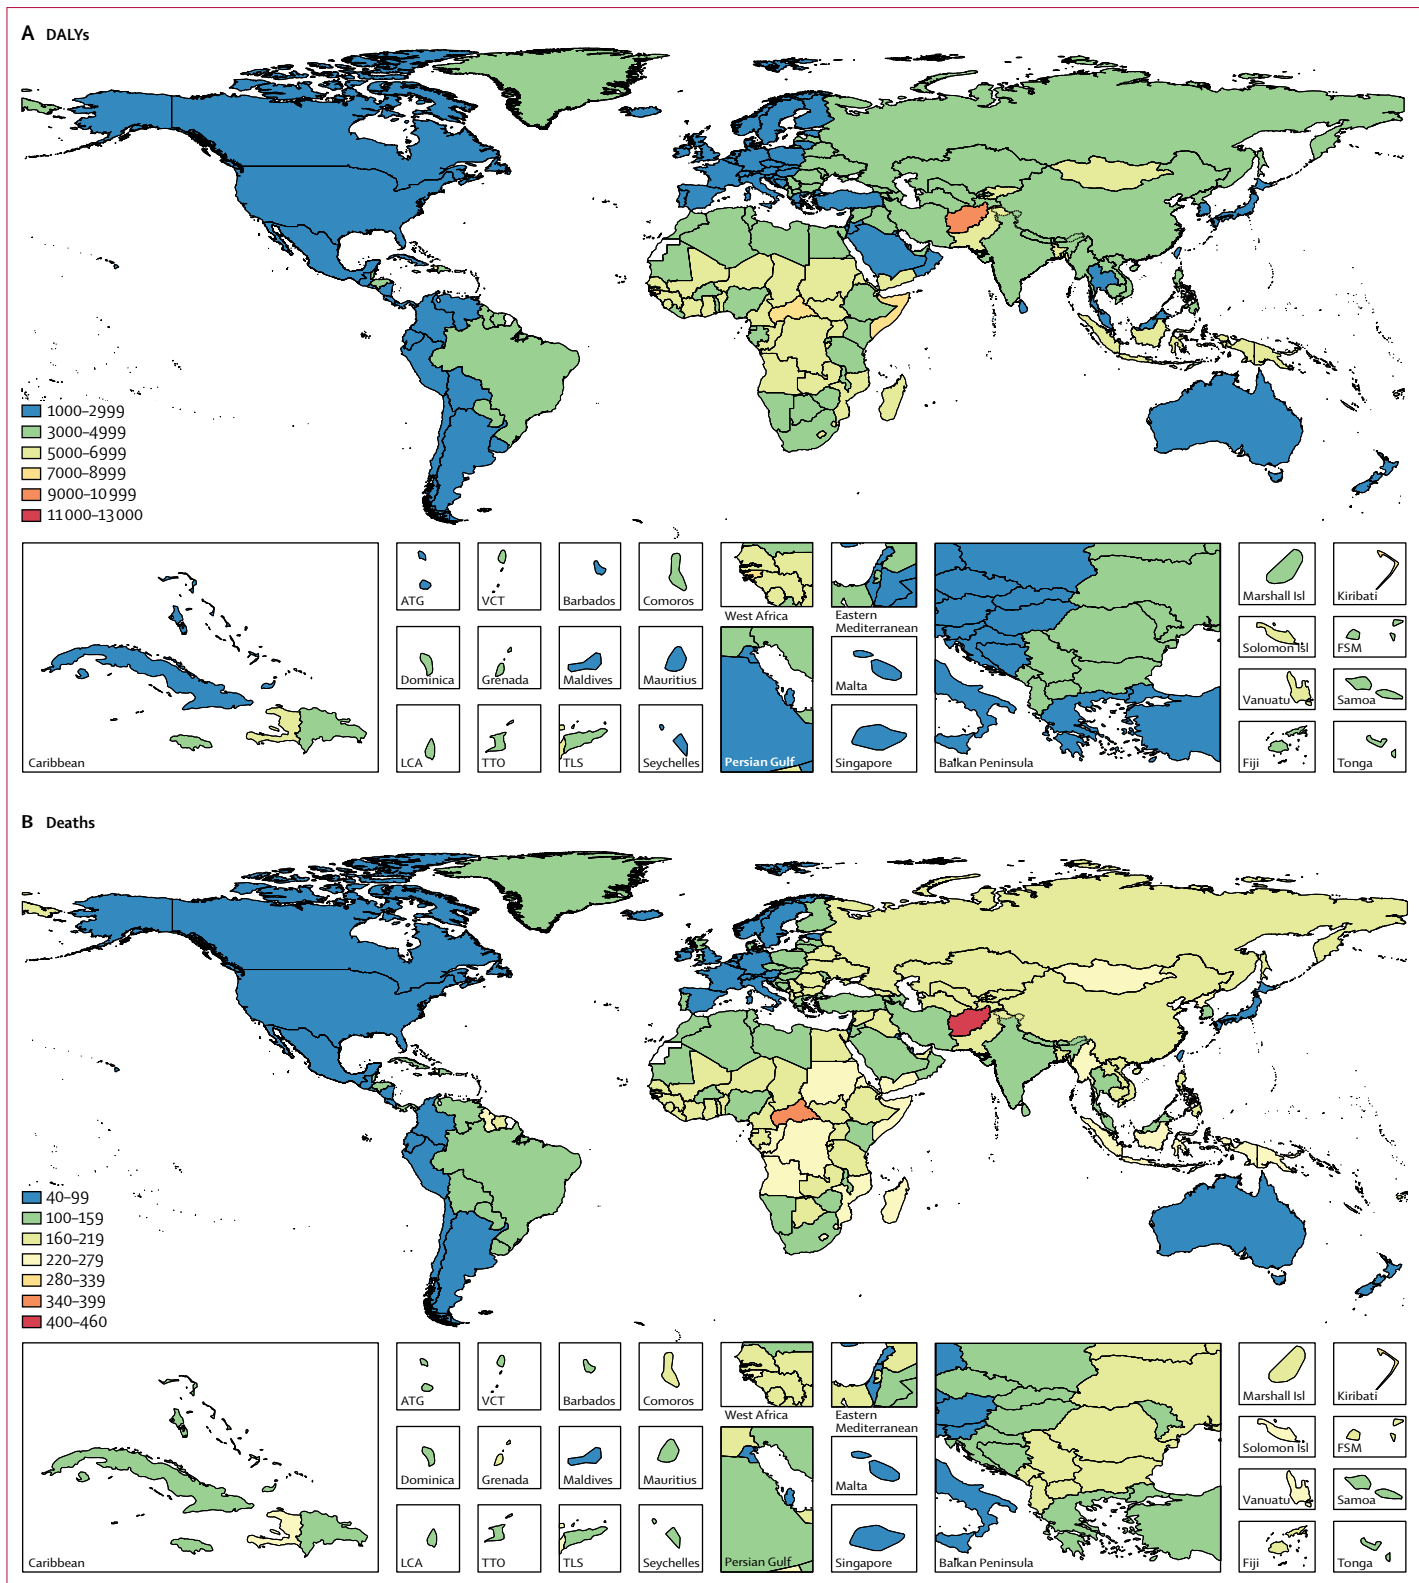 A DALYs
1000–2999
3000–4999
5000–6999
7000–8999
9000–10 999
11 000–13 000
Caribbean
ATG
VCT
Barbados
Comoros
Dominica
Grenada
Maldives
Mauritius
LCA
TTO
TLS
Seychelles
West Africa
Eastern
Mediterranean
Persian Gulf
Malta
Singapore
Balkan Peninsula
Marshall Isl
Kiribati
Solomon Isl
FSM
Vanuatu
Samoa
Fiji
Tonga
B Deaths
40–99
100–159
160–219
220–279
280–339
340–399
400–460
Caribbean
ATG
VCT
Barbados
Comoros
Dominica
Grenada
Maldives
Mauritius
LCA
TTO
TLS
Seychelles
West Africa
Eastern
Mediterranean
Persian Gulf
Malta
Singapore
Balkan Peninsula
Marshall Isl
Kiribati
Solomon Isl
FSM
Vanuatu
Samoa
Fiji
Tonga